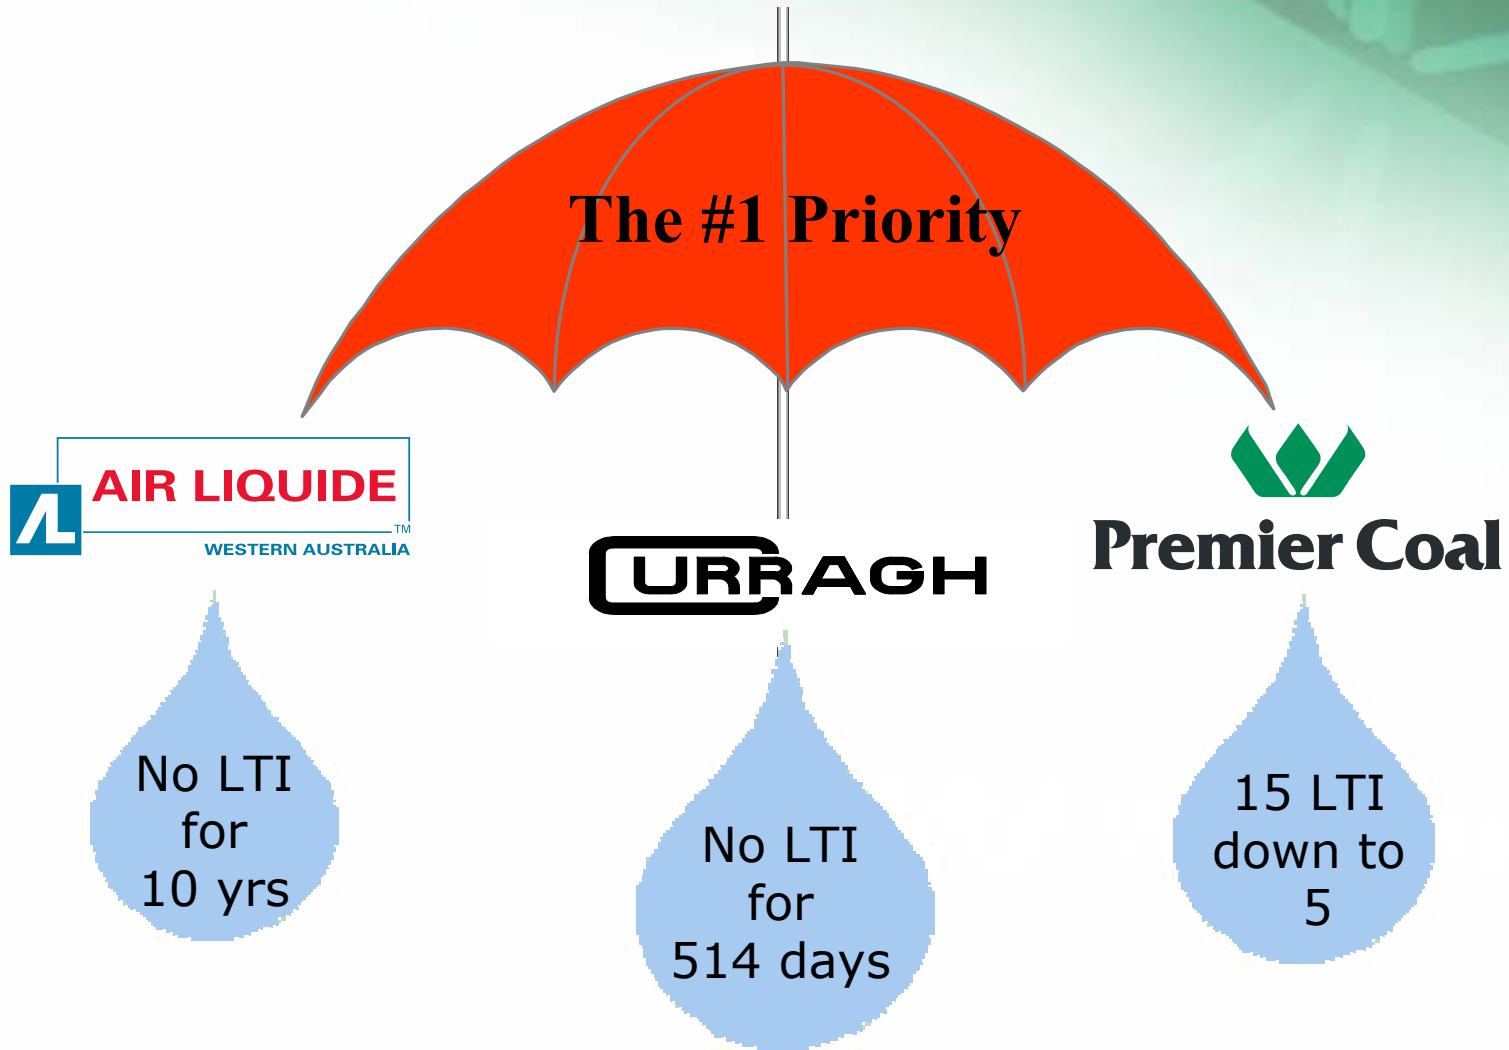 The #1 Priority
AIR LIQUIDE
TM
WESTERN AUSTRALIA
CURRAGH
Premier Coal
No LTI
for
10 yrs
No LTI
for
514 days
15 LTI
down to
5